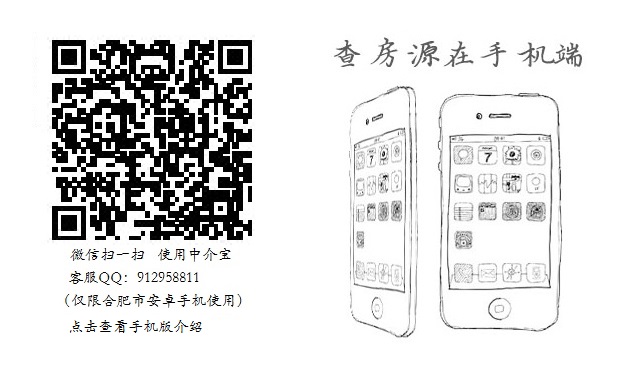 查房源在手机端
微信扫一扫 使用中介宝
客服QQ：912958811
（仅限合肥市安卓手机使用）
点击查看手机版介绍
7
7